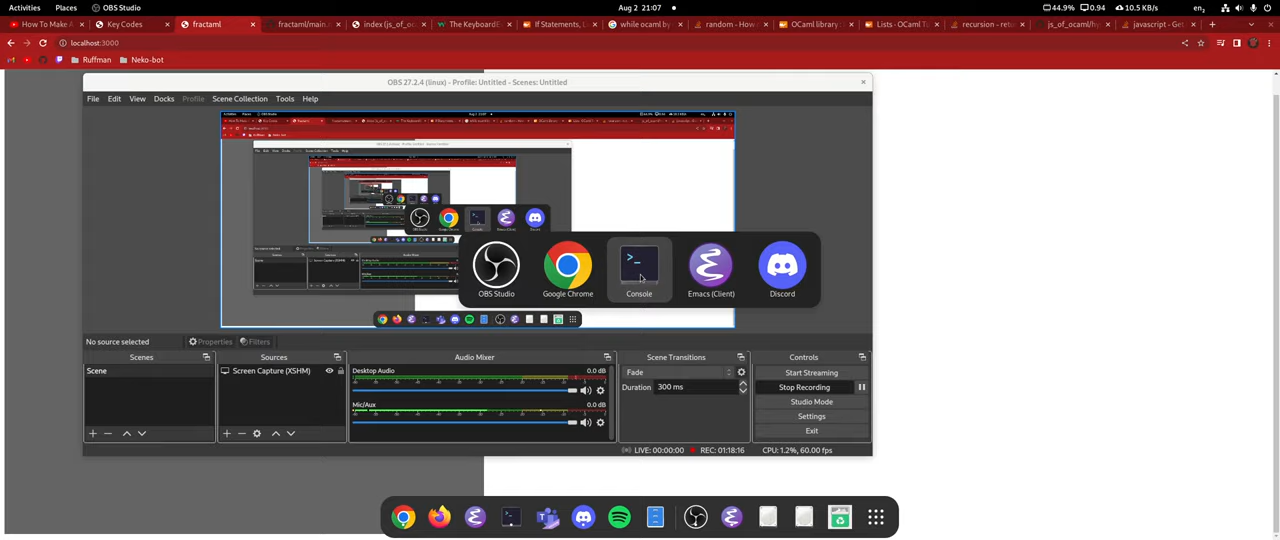 Activities Places OBS Studio Aug 2 21:07 44.9% 0.94 10.5 KB/s en
How To Make A Key Codes fractaml fractaml/main.m index (js_of_oc The KeyboardE If Statements, L while ocaml by random - How OCaml library : Lists - OCaml Tu recursion - reto js_of_ocaml/hy javascript - Get
localhost:3000
Ruffman Neko-bot
OBS 27.2.4 (linux) - Profile: Untitled - Scenes: Untitled
File Edit View Docks Profile Scene Collection Tools Help
OBS Studio Google Chrome Console Emacs (Client) Discord
No source selected Properties Filters
Scenes Sources Audio Mixer Scene Transitions Controls
Scene Screen Capture (XSHM) Desktop Audio 0.0 dB Fade Start Streaming
Duration 300 ms Stop Recording
Mic/Aux 0.0 dB Studio Mode
Settings
Exit
LIVE: 00:00:00 REC: 01:18:16 CPU: 1.2%, 60.00 fps